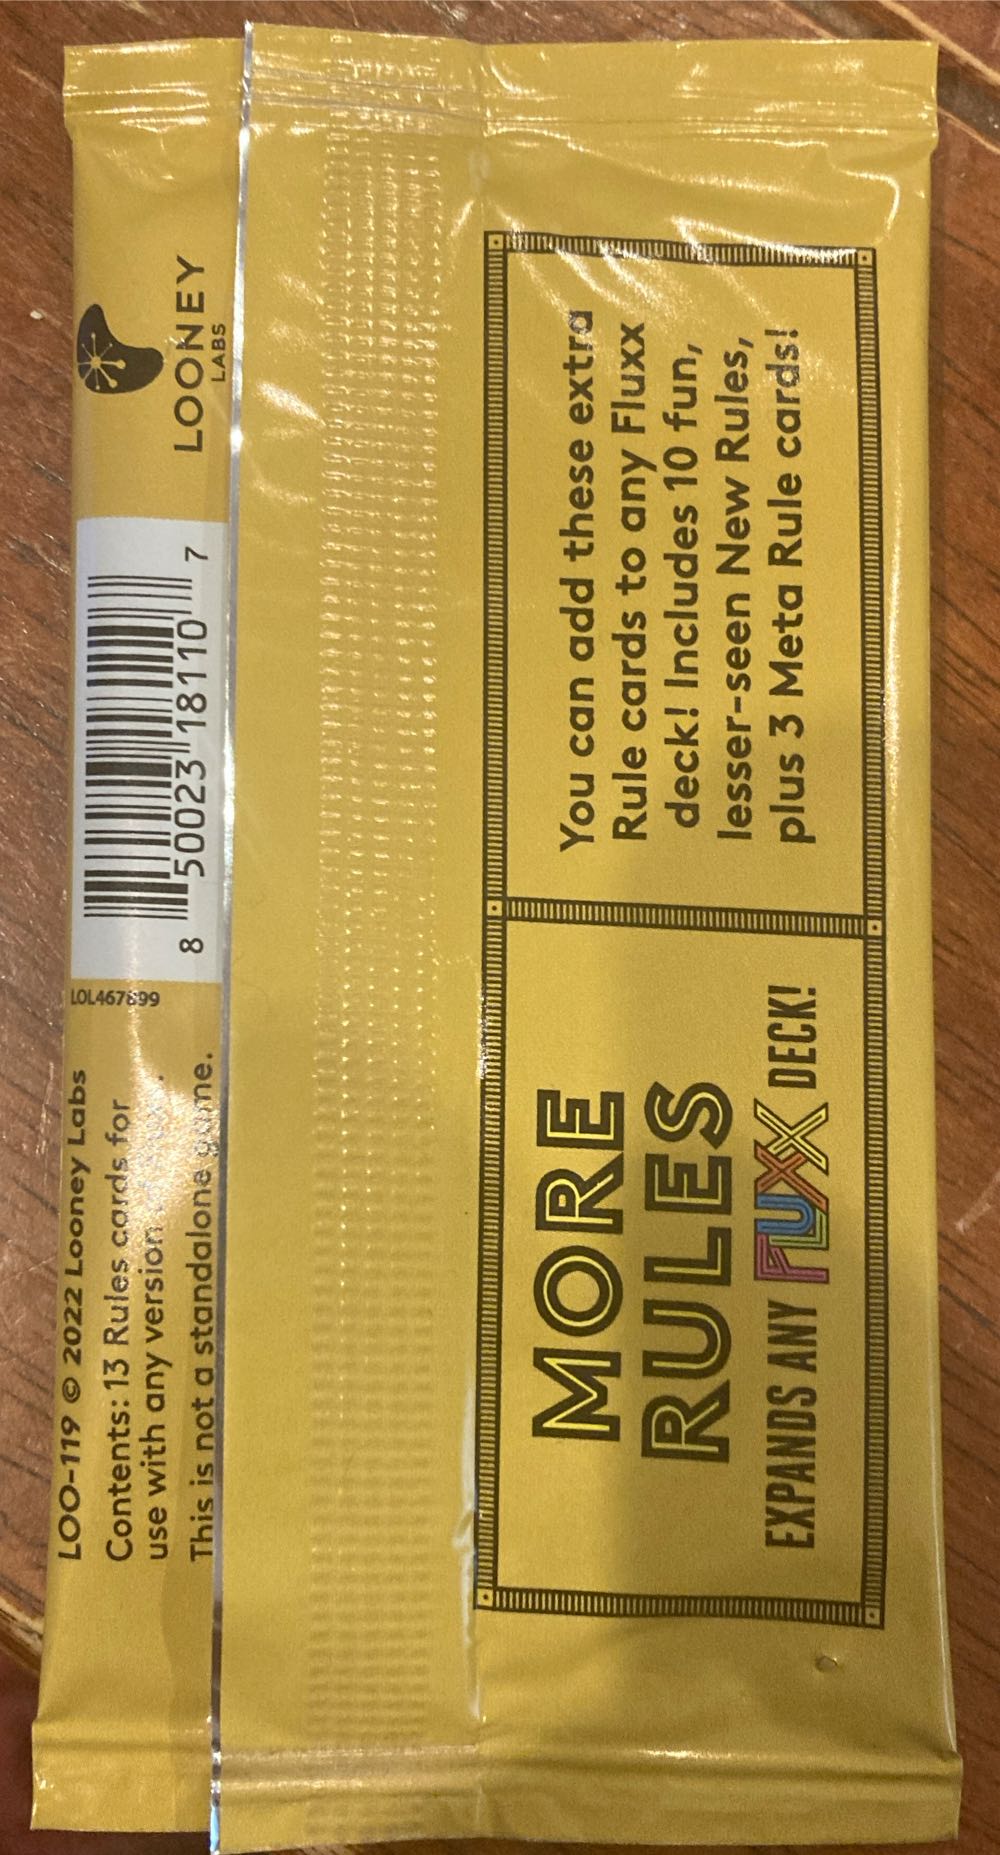 LOO-119 © 2022 Looney Labs
Contents: 13 Rules cards for
use with any version
This is not a standalone game.
LOL467899
8 50023 18110 7
LOONEY
LABS
MORE
RULES
EXPANDS ANY FLUXX DECK!
You can add these extra
Rule cards to any Fluxx
deck! Includes 10 fun,
lesser-seen New Rules,
plus 3 Meta Rule cards!